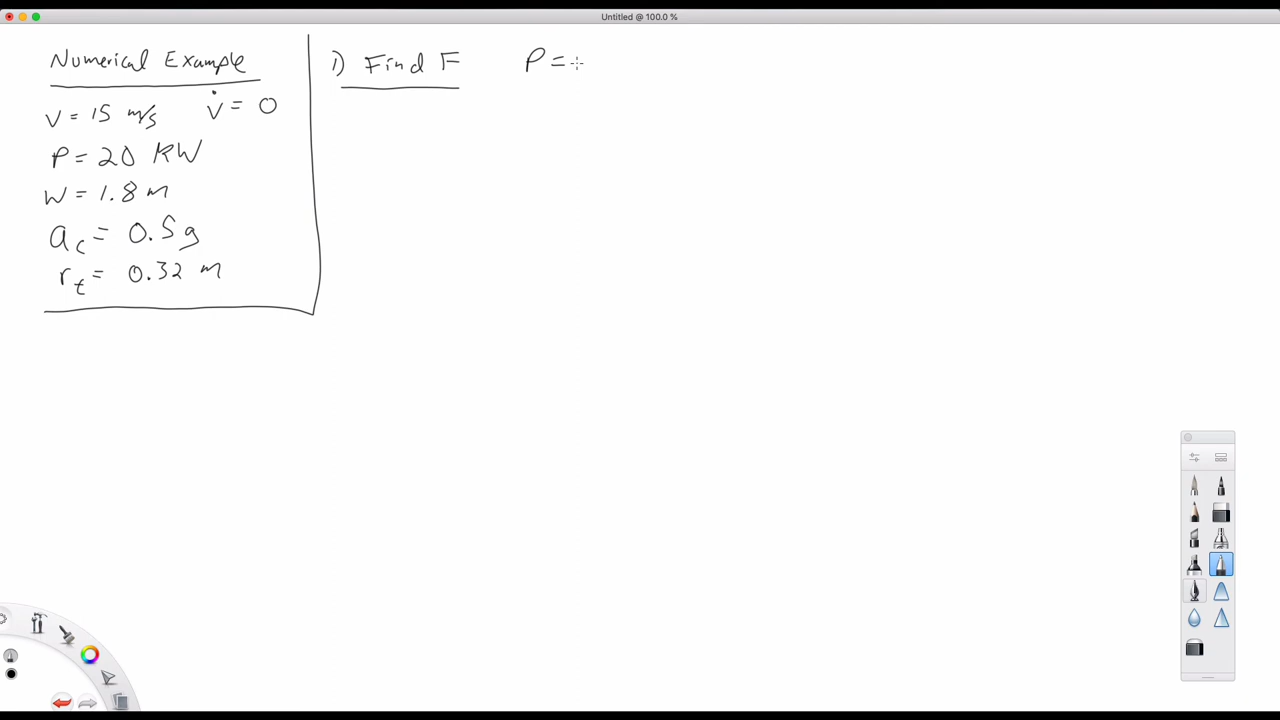 Untitled @ 100.0 %
Numerical Example
v = 15 m/s v̇ = 0
P = 20 KW
W = 1.8 m
a_c = 0.5 g
r_t = 0.32 m
1) Find F P =